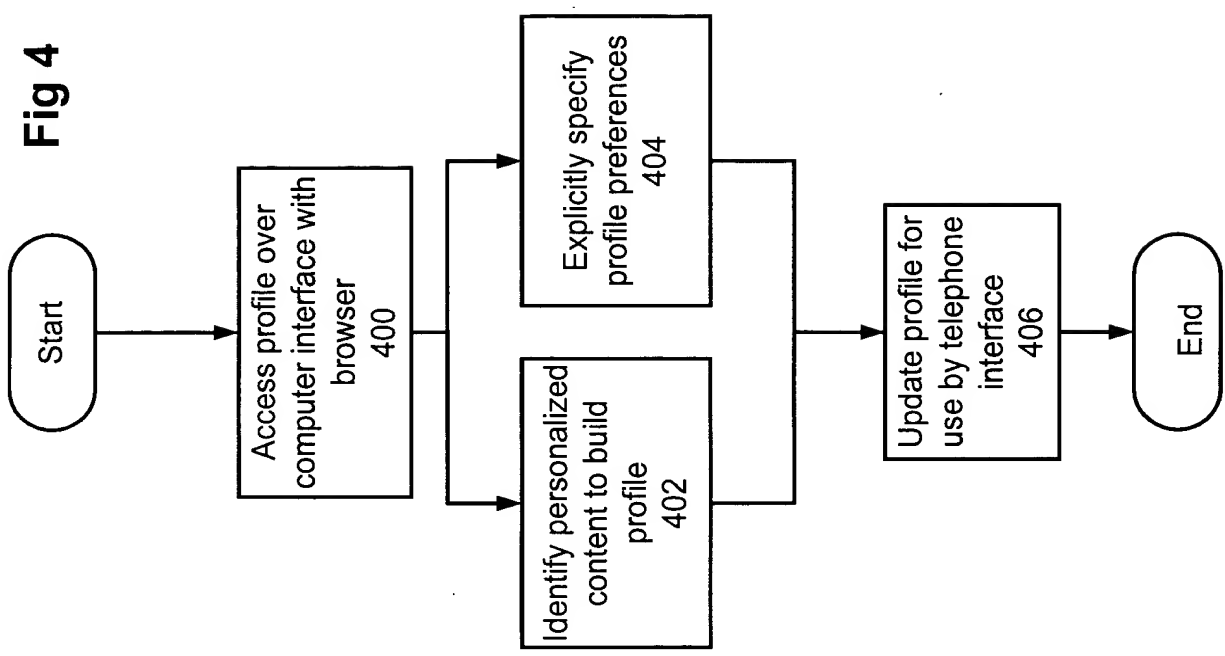 Fig 4
Start
Access profile over
computer interface with
browser
400
Identify personalized
content to build
profile
402
Explicitly specify
profile preferences
404
Update profile for
use by telephone
interface
406
End